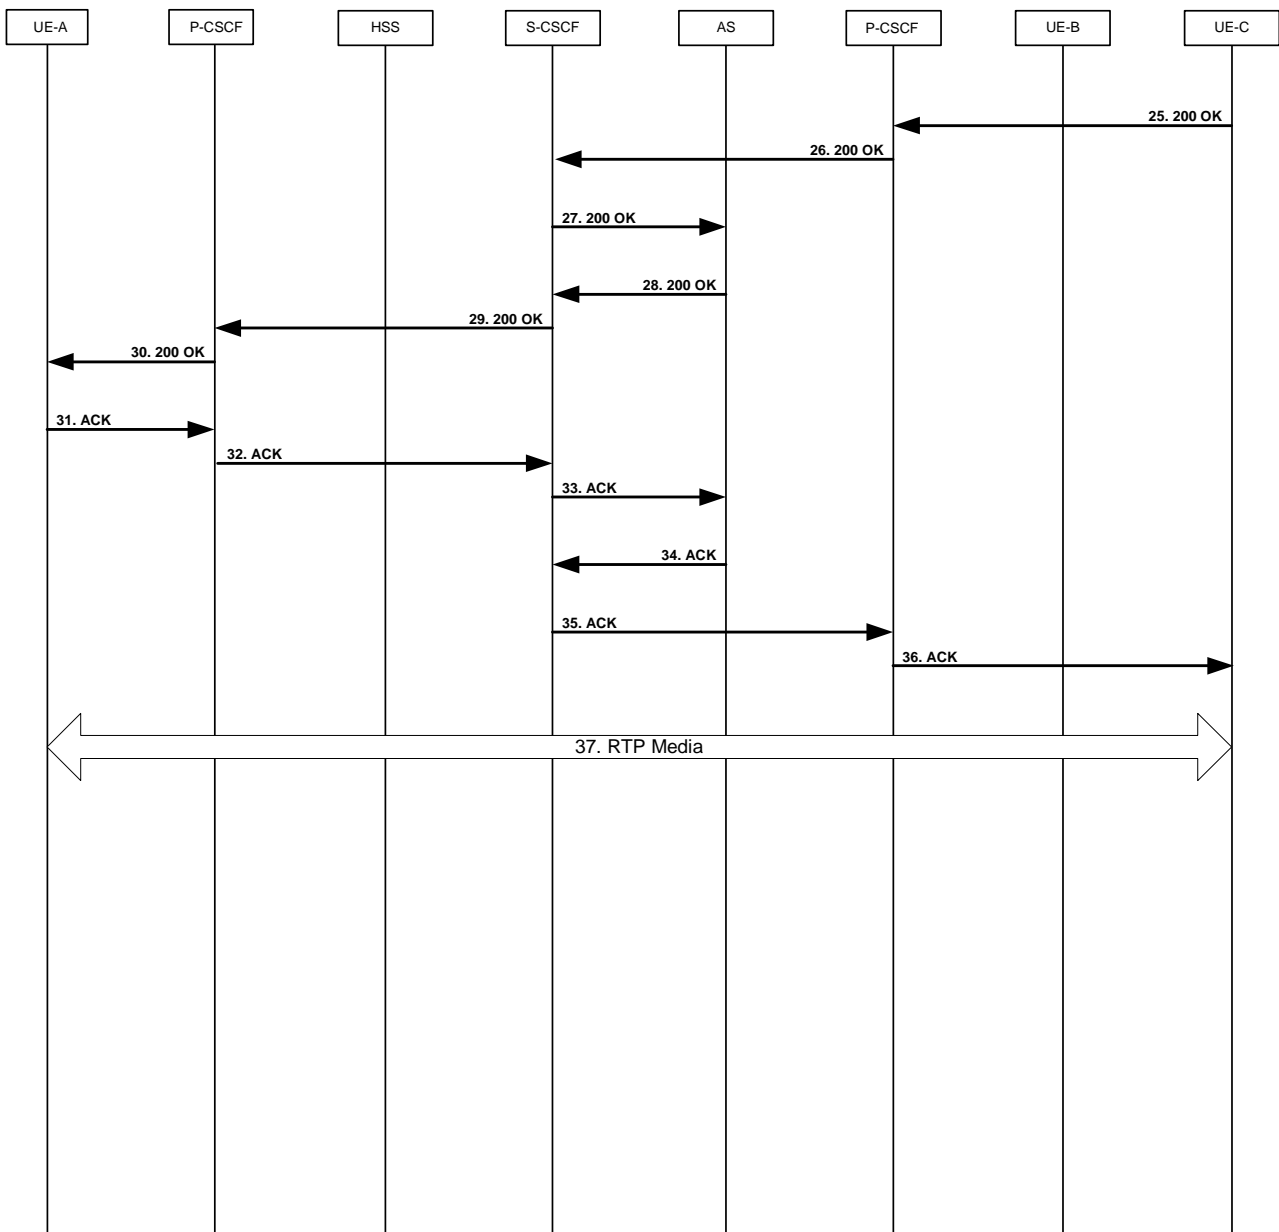 UE-A
P-CSCF
HSS
S-CSCF
AS
P-CSCF
UE-B
UE-C
25. 200 OK
26. 200 OK
27. 200 OK
28. 200 OK
29. 200 OK
30. 200 OK
31. ACK
32. ACK
33. ACK
34. ACK
35. ACK
36. ACK
37. RTP Media